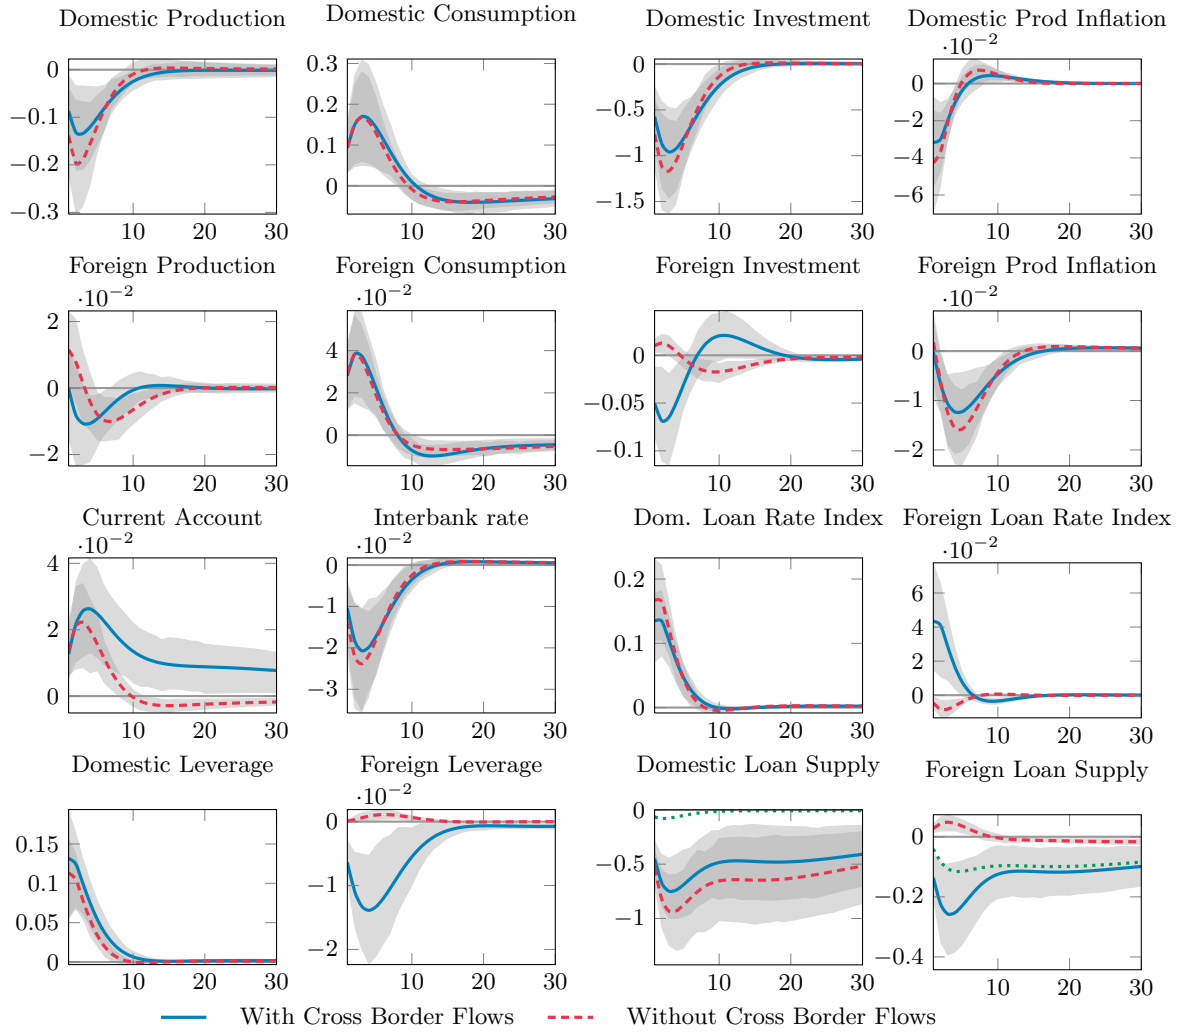 Domestic Production Domestic Consumption Domestic Investment Domestic Prod Inflation
·10−2
0 −0.1 −0.2 −0.3
0.3 0.2 0.1 0
0 −0.5 −1 −1.5
0 −2 −4 −6
10 20 30 10 20 30 10 20 30 10 20 30
Foreign Production Foreign Consumption Foreign Investment Foreign Prod Inflation
·10−2 ·10−2 ·10−2
2 0 −2
4 2 0
0 −0.05 −0.1
0 −1 −2
10 20 30 10 20 30 10 20 30 10 20 30
Current Account Interbank rate Dom. Loan Rate Index Foreign Loan Rate Index
·10−2 ·10−2 ·10−2
4 2 0
0 −1 −2 −3
0.2 0.1 0
6 4 2 0
10 20 30 10 20 30 10 20 30 10 20 30
Domestic Leverage Foreign Leverage Domestic Loan Supply Foreign Loan Supply
·10−2
0.15 0.1 0.05 0
0 −1 −2
0 −0.5 −1
0 −0.2 −0.4
10 20 30 10 20 30 10 20 30 10 20 30
With Cross Border Flows Without Cross Border Flows